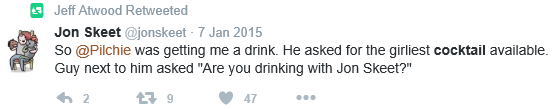 Jeff Atwood Retweeted
Jon Skeet @jonskeet · 7 Jan 2015
So @Pilchie was getting me a drink. He asked for the girliest cocktail available.
Guy next to him asked "Are you drinking with Jon Skeet?"
2 9 47